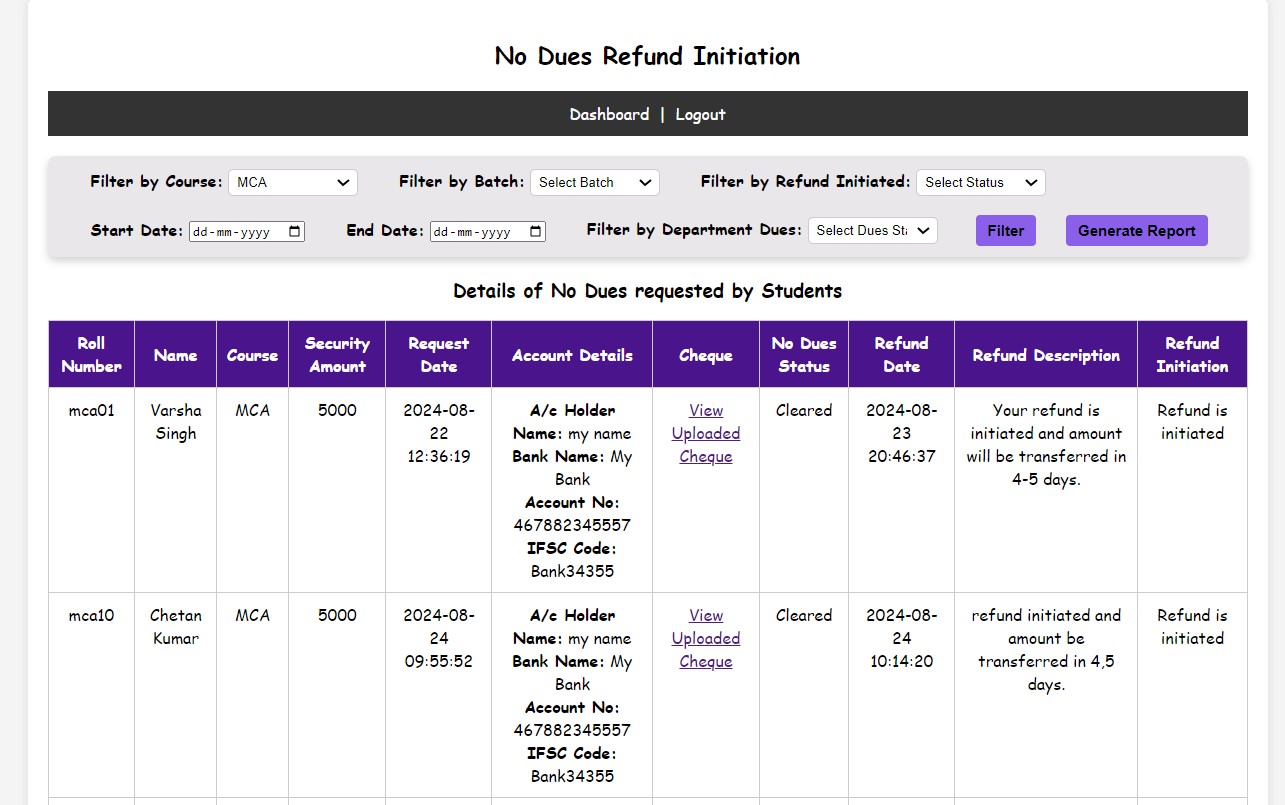 No Dues Refund Initiation
Dashboard | Logout
Filter by Course: MCA Filter by Batch: Select Batch Filter by Refund Initiated: Select Status
Start Date: dd-mm-yyyy End Date: dd-mm-yyyy Filter by Department Dues: Select Dues Sta Filter Generate Report
Details of No Dues requested by Students
Roll Number Name Course Security Amount Request Date Account Details Cheque No Dues Status Refund Date Refund Description Refund Initiation
mca01
Varsha
Singh
MCA
5000
2024-08-
22
12:36:19
A/c Holder
Name: my name
Bank Name: My
Bank
Account No:
467882345557
IFSC Code:
Bank34355
View
Uploaded
Cheque
Cleared
2024-08-
23
20:46:37
Your refund is
initiated and amount
will be transferred in
4-5 days.
Refund is
initiated
mca10
Chetan
Kumar
MCA
5000
2024-08-
24
09:55:52
A/c Holder
Name: my name
Bank Name: My
Bank
Account No:
467882345557
IFSC Code:
Bank34355
View
Uploaded
Cheque
Cleared
2024-08-
24
10:14:20
refund initiated and
amount be
transferred in 4,5
days.
Refund is
initiated